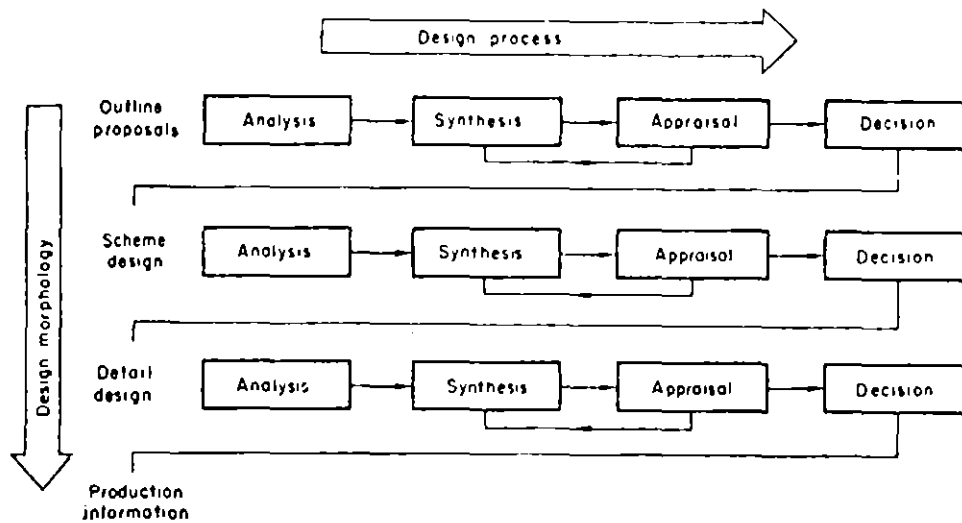 Design process
Outline
proposals
Analysis
Synthesis
Appraisal
Decision
Scheme
design
Analysis
Synthesis
Appraisal
Decision
Design morphology
Detail
design
Analysis
Synthesis
Appraisal
Decision
Production
information